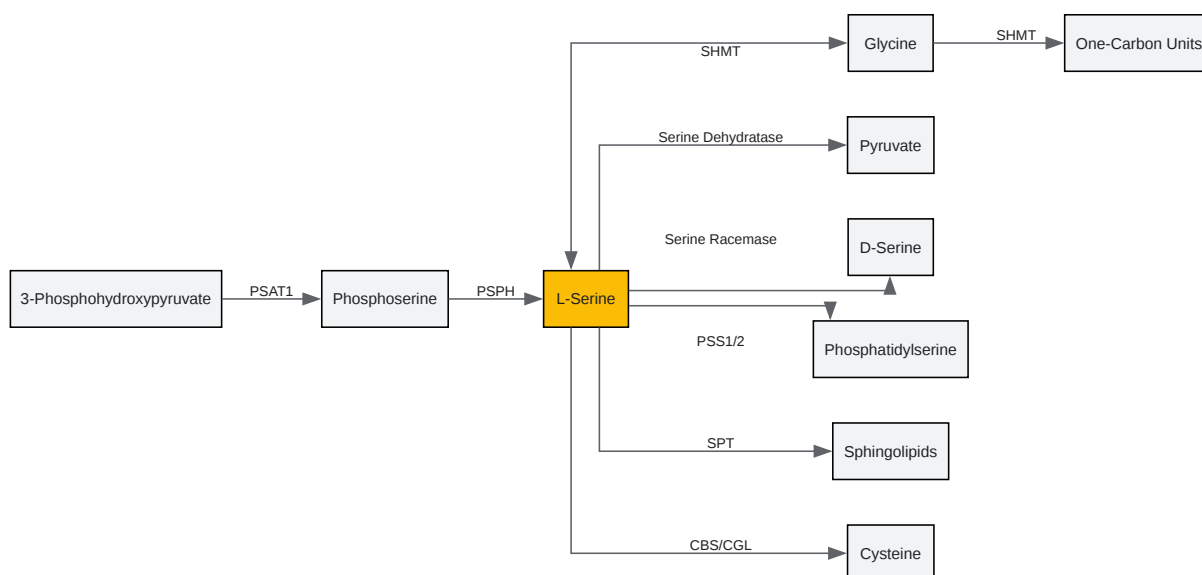 SHMT
Glycine
SHMT
One-Carbon Units
Serine Dehydratase
Pyruvate
Serine Racemase
D-Serine
3-Phosphohydroxypyruvate
PSAT1
Phosphoserine
PSPH
L-Serine
PSS1/2
Phosphatidylserine
SPT
Sphingolipids
CBS/CGL
Cysteine